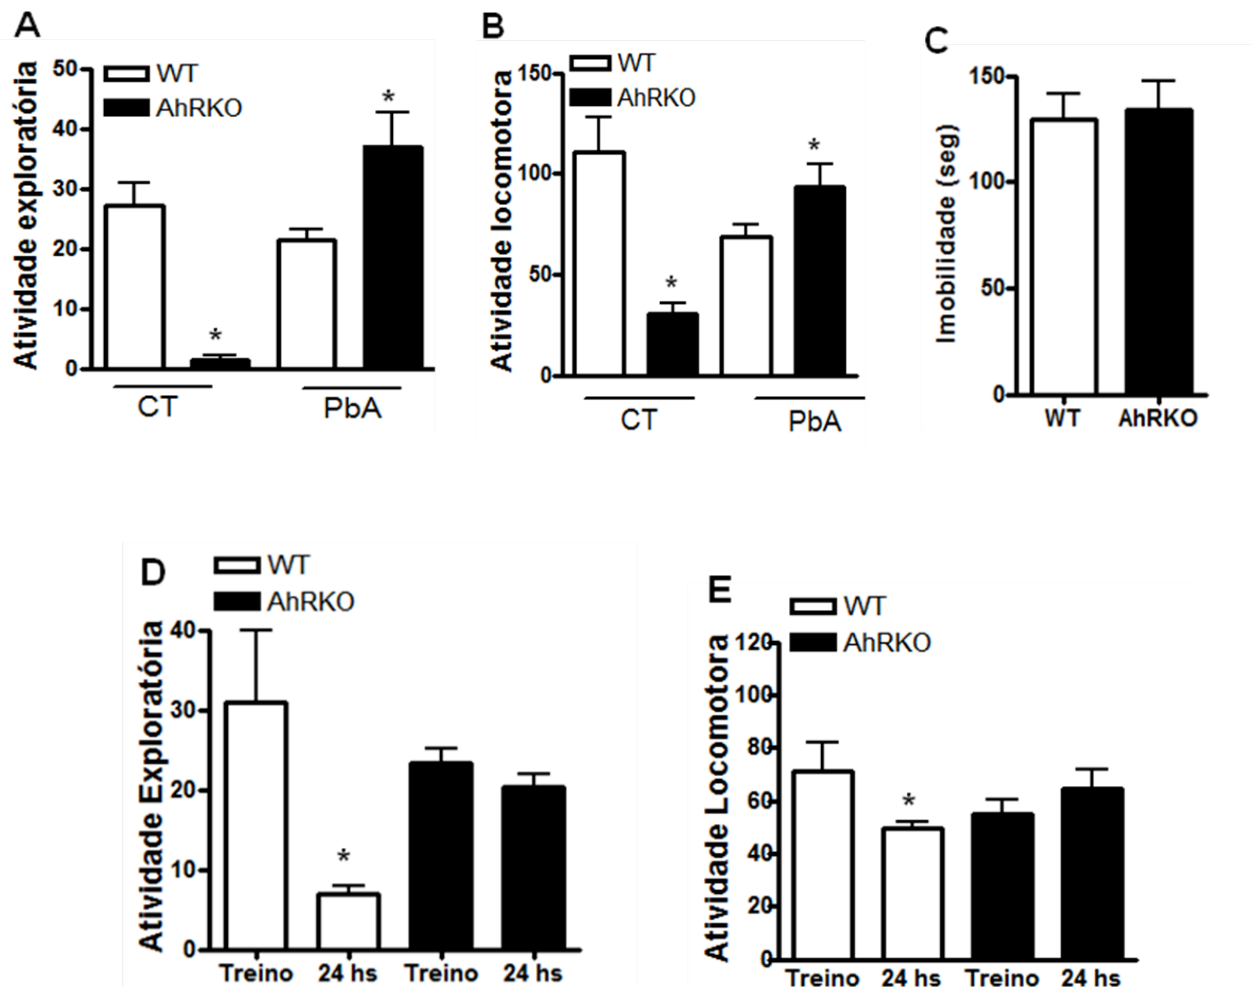 A
WT
AhRKO
Atividade exploratória
50
40
30
20
10
0
*
*
CT
PbA
B
WT
AhRKO
Atividade locomotora
150
100
50
0
*
*
CT
PbA
C
Imobilidade (seg)
150
100
50
0
WT
AhRKO
D
WT
AhRKO
Atividade Exploratória
40
30
20
10
0
*
Treino
24 hs
Treino
24 hs
E
WT
AhRKO
Atividade Locomotora
120
100
80
60
40
20
0
*
Treino
24 hs
Treino
24 hs